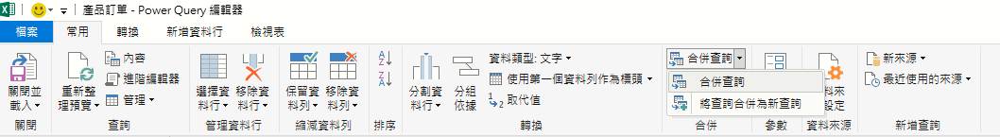 產品訂單 - Power Query 編輯器
檔案 常用 轉換 新增資料行 檢視表
關閉並載入
關閉
重新整理預覽
內容
進階編輯器
管理
查詢
選擇資料行
移除資料行
管理資料行
保留資料列
移除資料列
縮減資料列
排序
分割資料行
分組依據
資料類型: 文字
使用第一個資料列作為標頭
取代值
轉換
合併查詢
合併查詢
將查詢合併為新查詢
合併
參數
料來
設定
資料來源
新來源
最近使用的來源
新增查詢